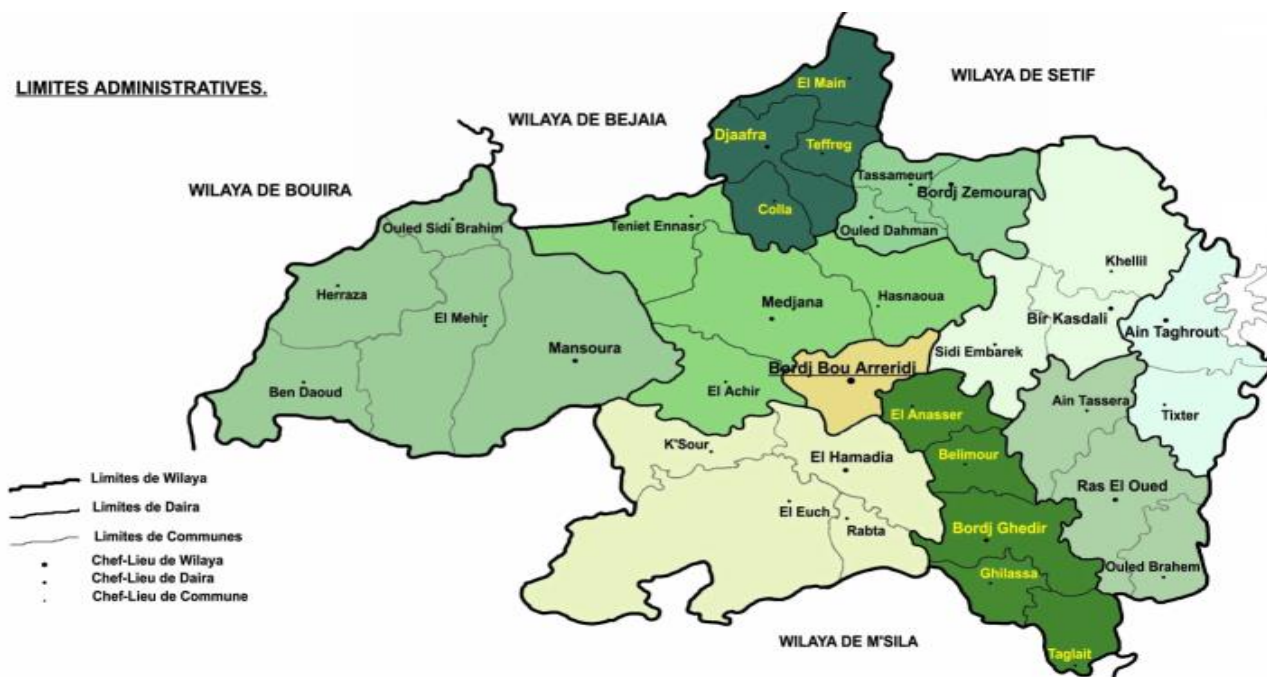 LIMITES ADMINISTRATIVES.
WILAYA DE SETIF
WILAYA DE BEJAIA
WILAYA DE BOUIRA
El Main
Djaafra
Teffreg
Colla
Tassameurt
Bordj Zemoura
Ouled Dahman
Teniet Ennasr
Ouled Sidi Brahim
Herraza
El Mehir
Mansoura
Ben Daoud
Medjana
Hasnaoua
El Achir
Khellil
Bir Kasdali
Sidi Embarek
Ain Taghrout
Tixter
Bordj Bou Arreridj
El Anasser
Belimour
Bordj Ghedir
Ghilassa
Taglait
Ain Tassera
Ras El Oued
Ouled Brahem
K'Sour
El Hamadia
El Euch
Rabta
WILAYA DE M'SILA
Limites de Wilaya
Limites de Daira
Limites de Communes
Chef-Lieu de Wilaya
Chef-Lieu de Daira
Chef-Lieu de Commune